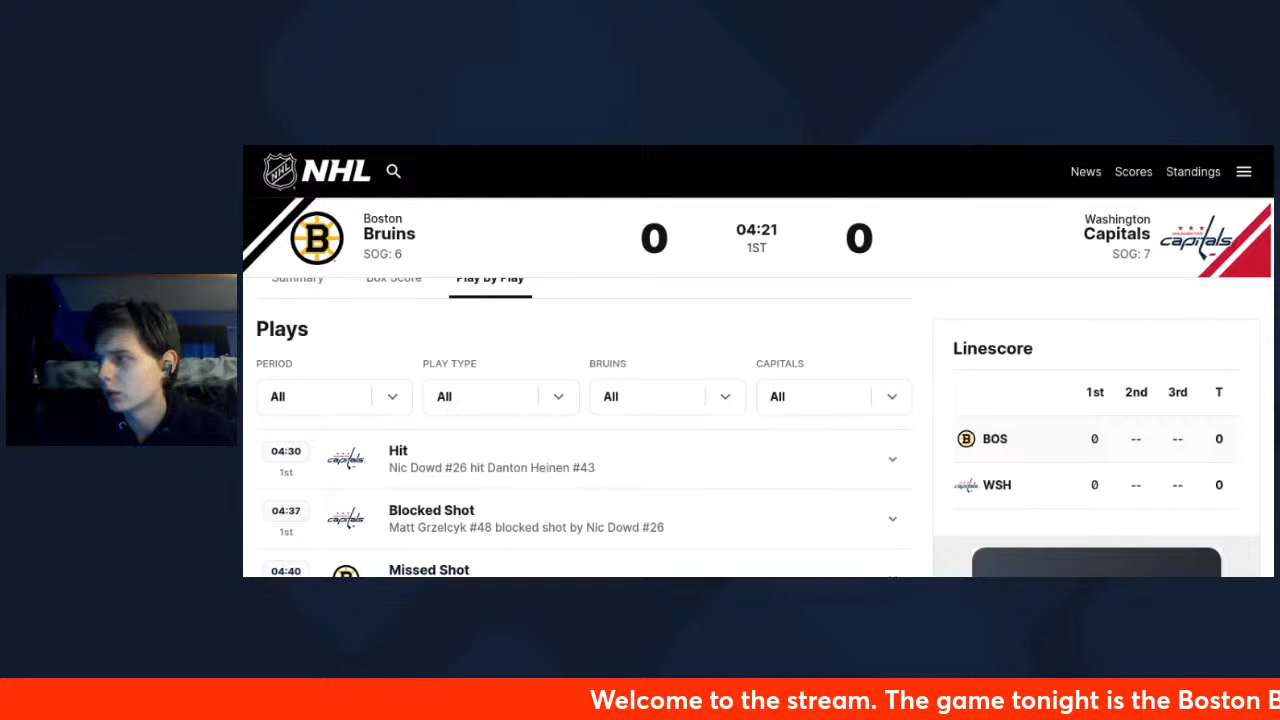 NHL
News Scores Standings
Boston
Bruins
SOG: 6
0
04:21
1ST
0
Washington
Capitals
SOG: 7
capitals
Summary Box Score Play By Play
Plays
PERIOD PLAY TYPE BRUINS CAPITALS
All All All All
04:30
1st
Hit
Nic Dowd #26 hit Danton Heinen #43
04:37
1st
Blocked Shot
Matt Grzelcyk #48 blocked shot by Nic Dowd #26
04:40
Missed Shot
Linescore
1st 2nd 3rd T
BOS 0 -- -- 0
WSH 0 -- -- 0
Welcome to the stream. The game tonight is the Boston B